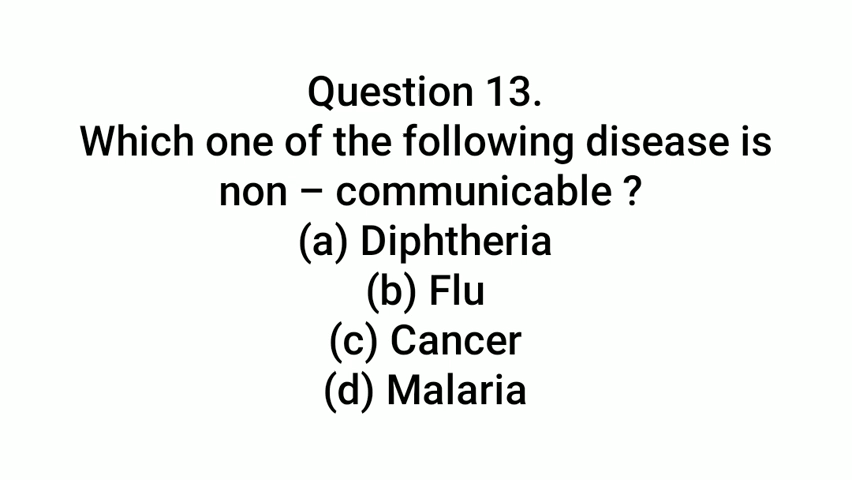 Question 13.
Which one of the following disease is
non – communicable ?
(a) Diphtheria
(b) Flu
(c) Cancer
(d) Malaria